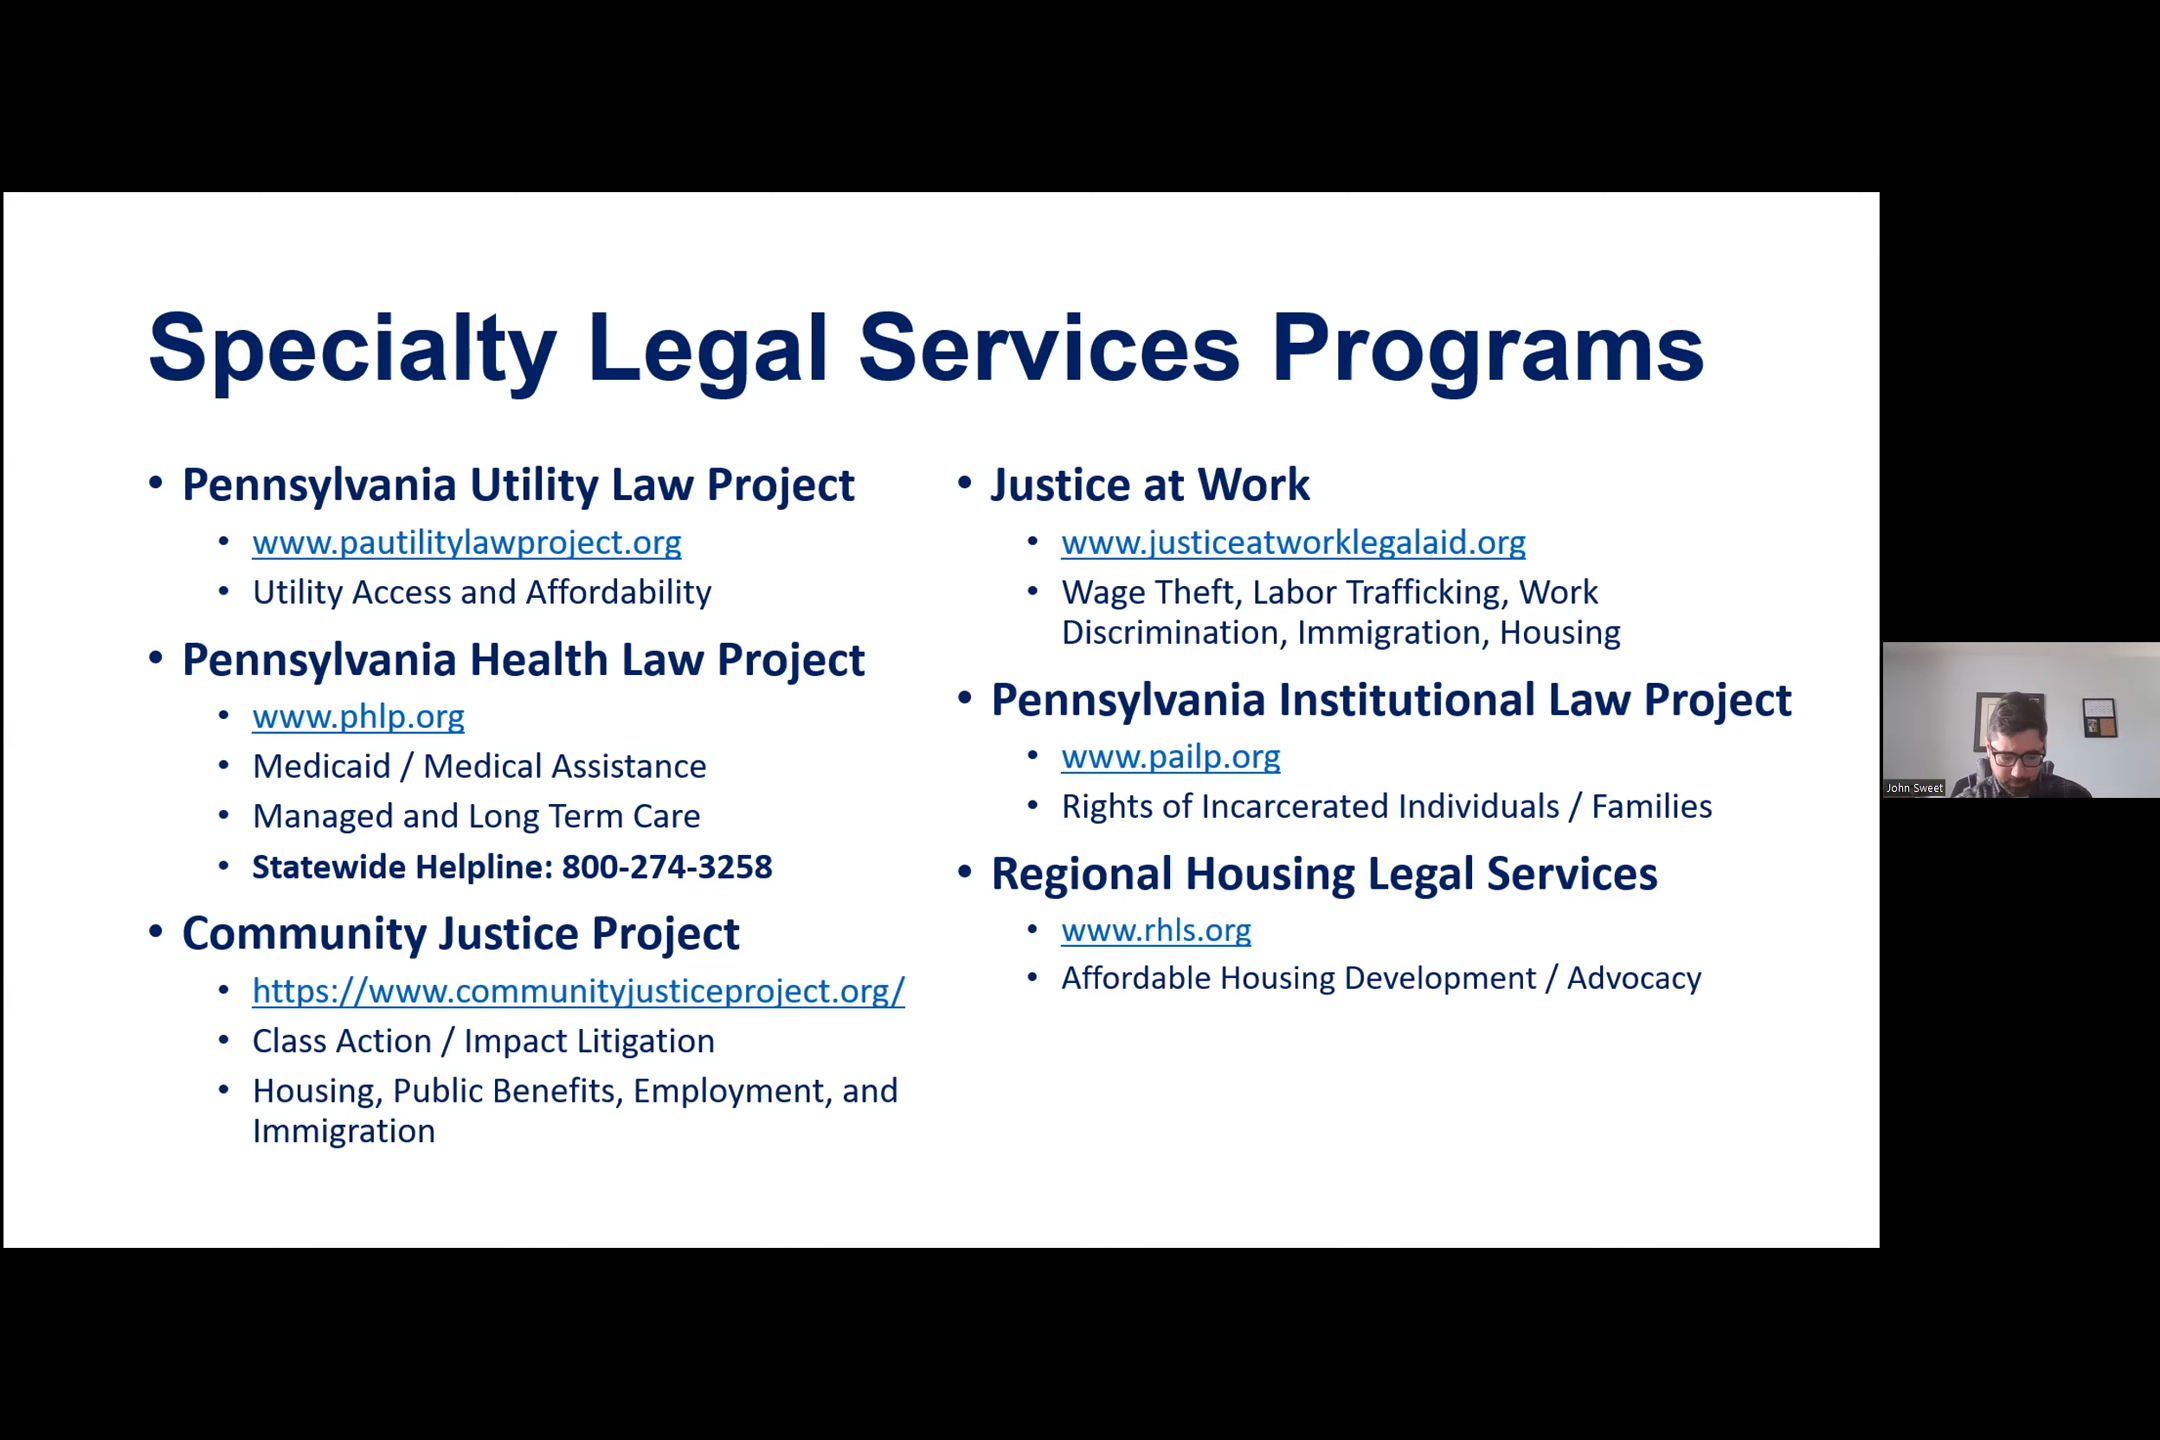 Specialty Legal Services Programs
• Pennsylvania Utility Law Project
• www.pautilitylawproject.org
• Utility Access and Affordability
• Pennsylvania Health Law Project
• www.phlp.org
• Medicaid / Medical Assistance
• Managed and Long Term Care
• Statewide Helpline: 800-274-3258
• Community Justice Project
• https://www.communityjusticeproject.org/
• Class Action / Impact Litigation
• Housing, Public Benefits, Employment, and
Immigration
• Justice at Work
• www.justiceatworklegalaid.org
• Wage Theft, Labor Trafficking, Work
Discrimination, Immigration, Housing
• Pennsylvania Institutional Law Project
• www.pailp.org
• Rights of Incarcerated Individuals / Families
• Regional Housing Legal Services
• www.rhls.org
• Affordable Housing Development / Advocacy
John Sweet